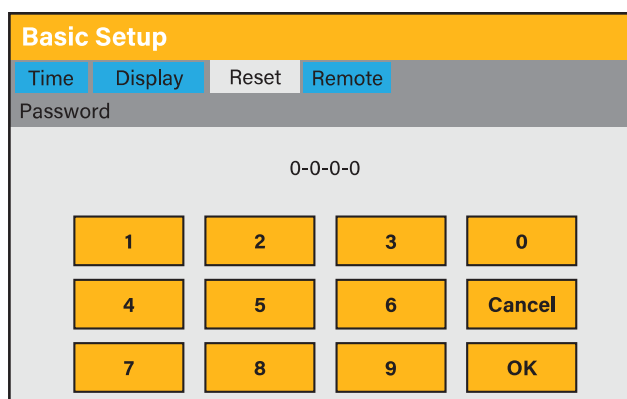 Basic Setup
Time Display Reset Remote
Password
0-0-0-0
1 2 3 0
4 5 6 Cancel
7 8 9 OK